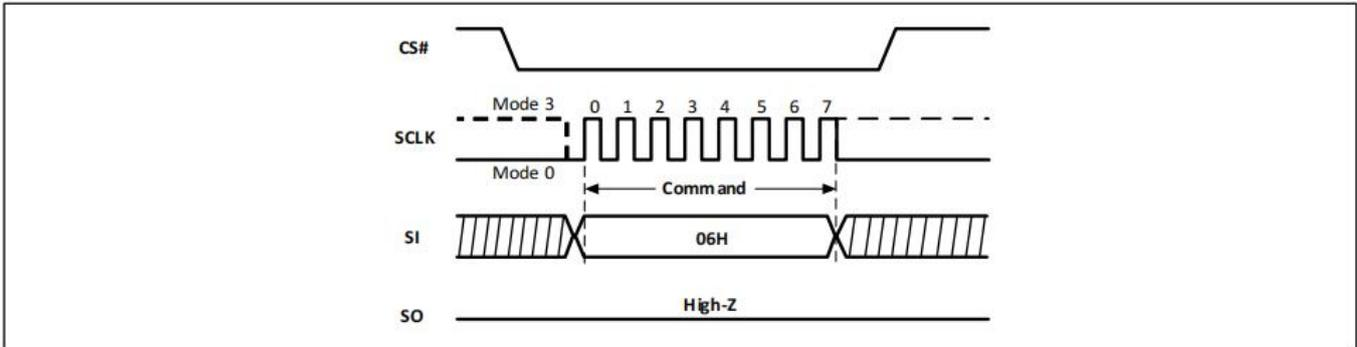 CS#
Mode 3
0 1 2 3 4 5 6 7
SCLK
Mode 0
Command
SI
06H
High-Z
SO